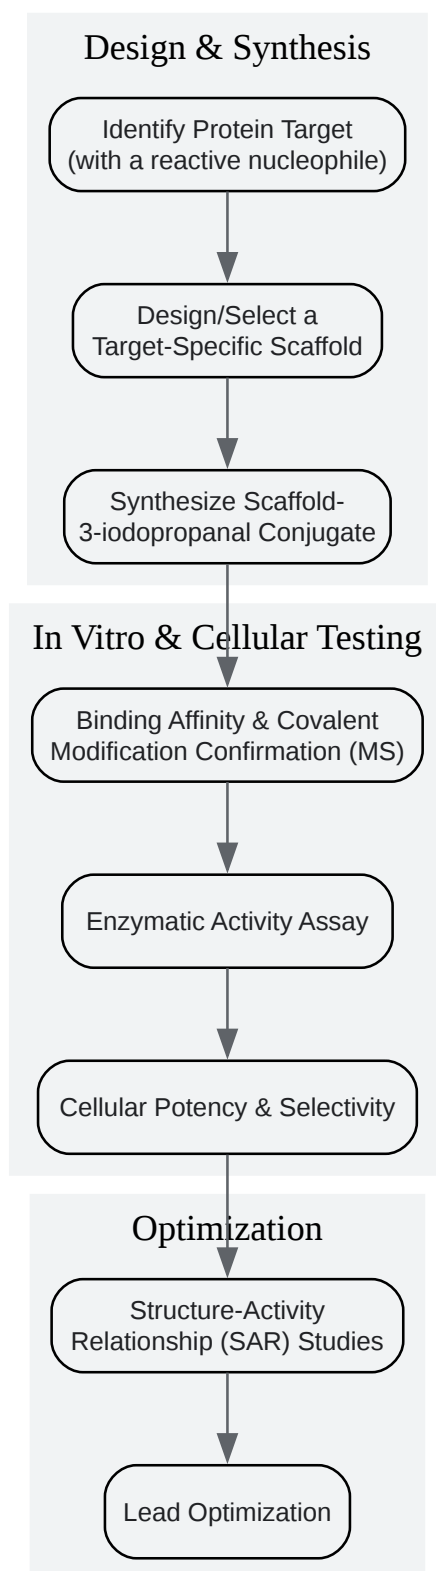 Design & Synthesis
Identify Protein Target
(with a reactive nucleophile)
Design/Select a
Target-Specific Scaffold
Synthesize Scaffold-
3-iodopropanal Conjugate
In Vitro & Cellular Testing
Binding Affinity & Covalent
Modification Confirmation (MS)
Enzymatic Activity Assay
Cellular Potency & Selectivity
Optimization
Structure-Activity
Relationship (SAR) Studies
Lead Optimization